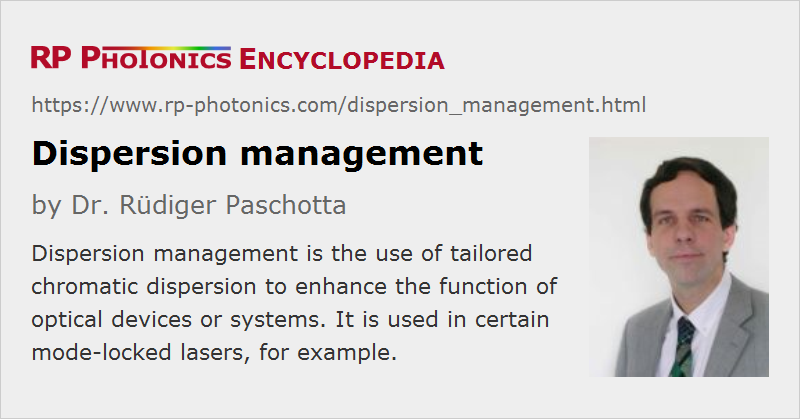 RP PHOTONICS ENCYCLOPEDIA
https://www.rp-photonics.com/dispersion_management.html
Dispersion management
by Dr. Rüdiger Paschotta
Dispersion management is the use of tailored
chromatic dispersion to enhance the function of
optical devices or systems. It is used in certain
mode-locked lasers, for example.